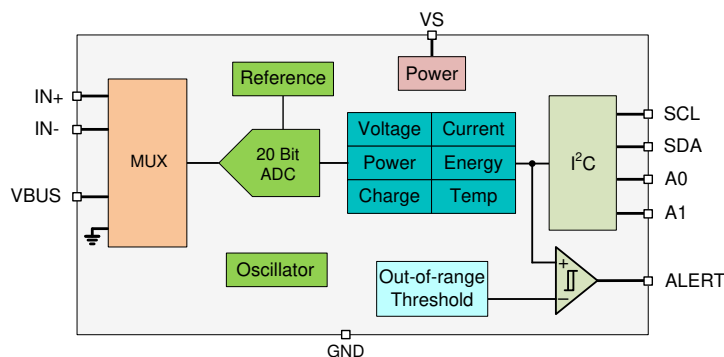 VS
Reference
Power
IN+
IN-
VBUS
MUX
20 Bit
ADC
Voltage
Current
Power
Energy
Charge
Temp
I²C
SCL
SDA
A0
A1
Oscillator
Out-of-range
Threshold
+
−
ALERT
GND